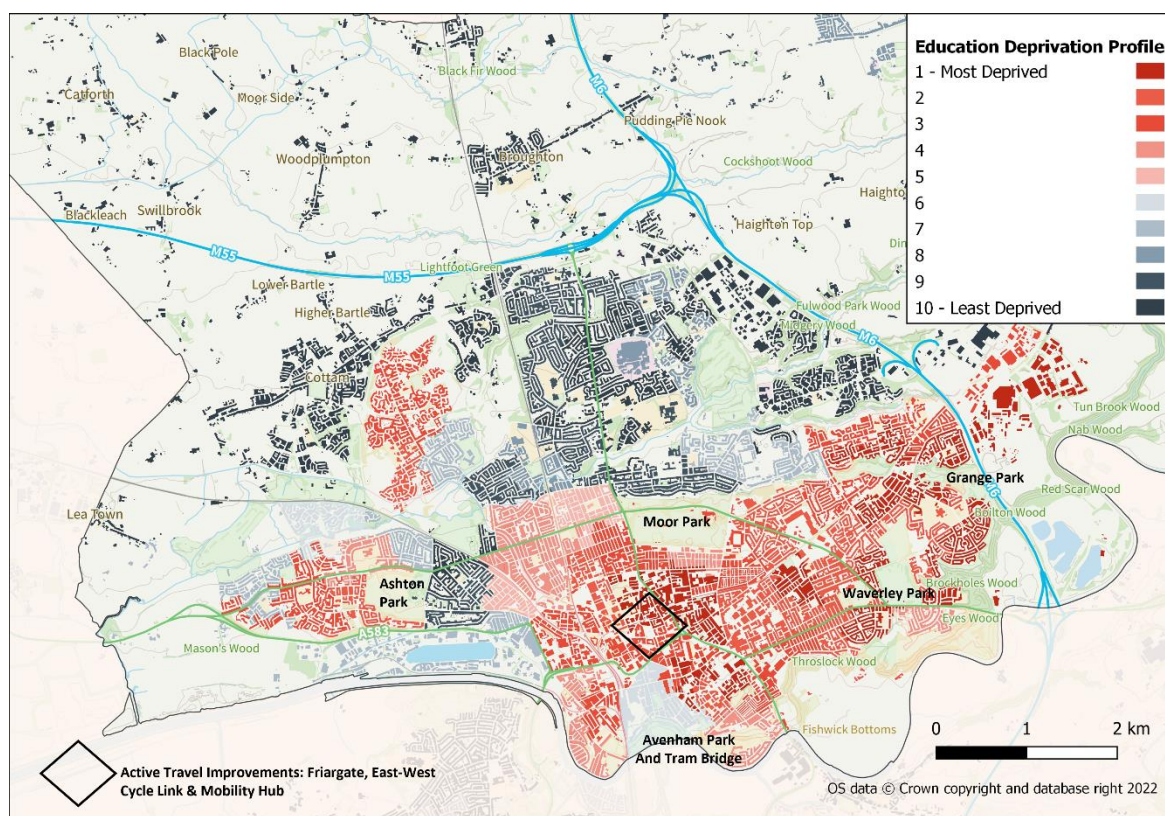 Education Deprivation Profile
1 - Most Deprived
2
3
4
5
6
7
8
9
10 - Least Deprived
Black Pole
Black Fir Wood
M6
Catforth
Moor Side
Pudding Pie Nook
Woodplumpton
Broughton
Cockshoot Wood
Haighton
Swillbrook
Blackleach
Haighton Top
M55
M55
Lightfoot Green
Lower Bartle
Higher Bartle
Fulwood Park Wood
Midgery Wood
M6
Cottam
Tun Brook Wood
Nab Wood
Grange Park
M6
Red Scar Wood
Lea Town
Moor Park
Boilton Wood
Ashton
Park
Brockholes Wood
Waverley Park
Eyes Wood
A583
Mason's Wood
Throslock Wood
Fishwick Bottoms
Avenham Park
And Tram Bridge
0 1 2 km
Active Travel Improvements: Friargate, East-West
Cycle Link & Mobility Hub
OS data © Crown copyright and database right 2022